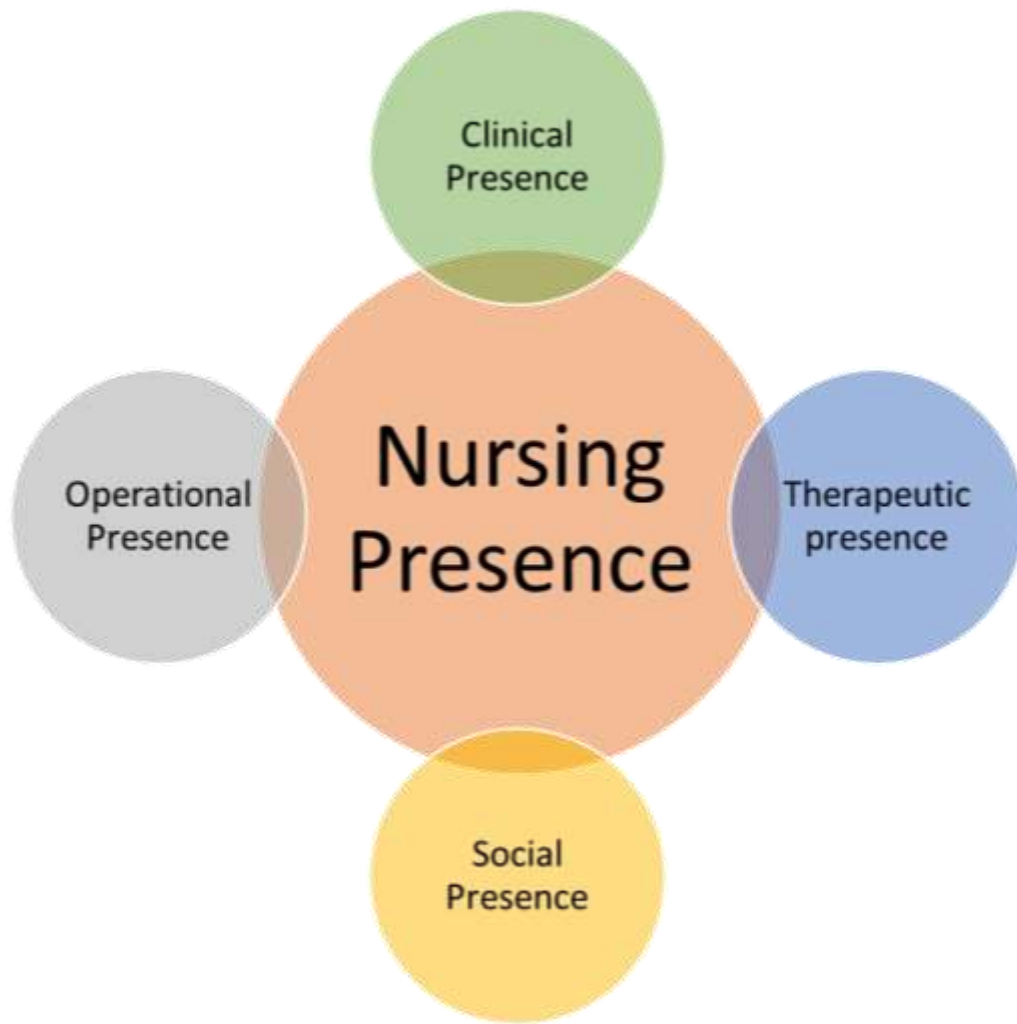 Clinical
Presence
Nursing
Presence
Operational
Presence
Therapeutic
presence
Social
Presence